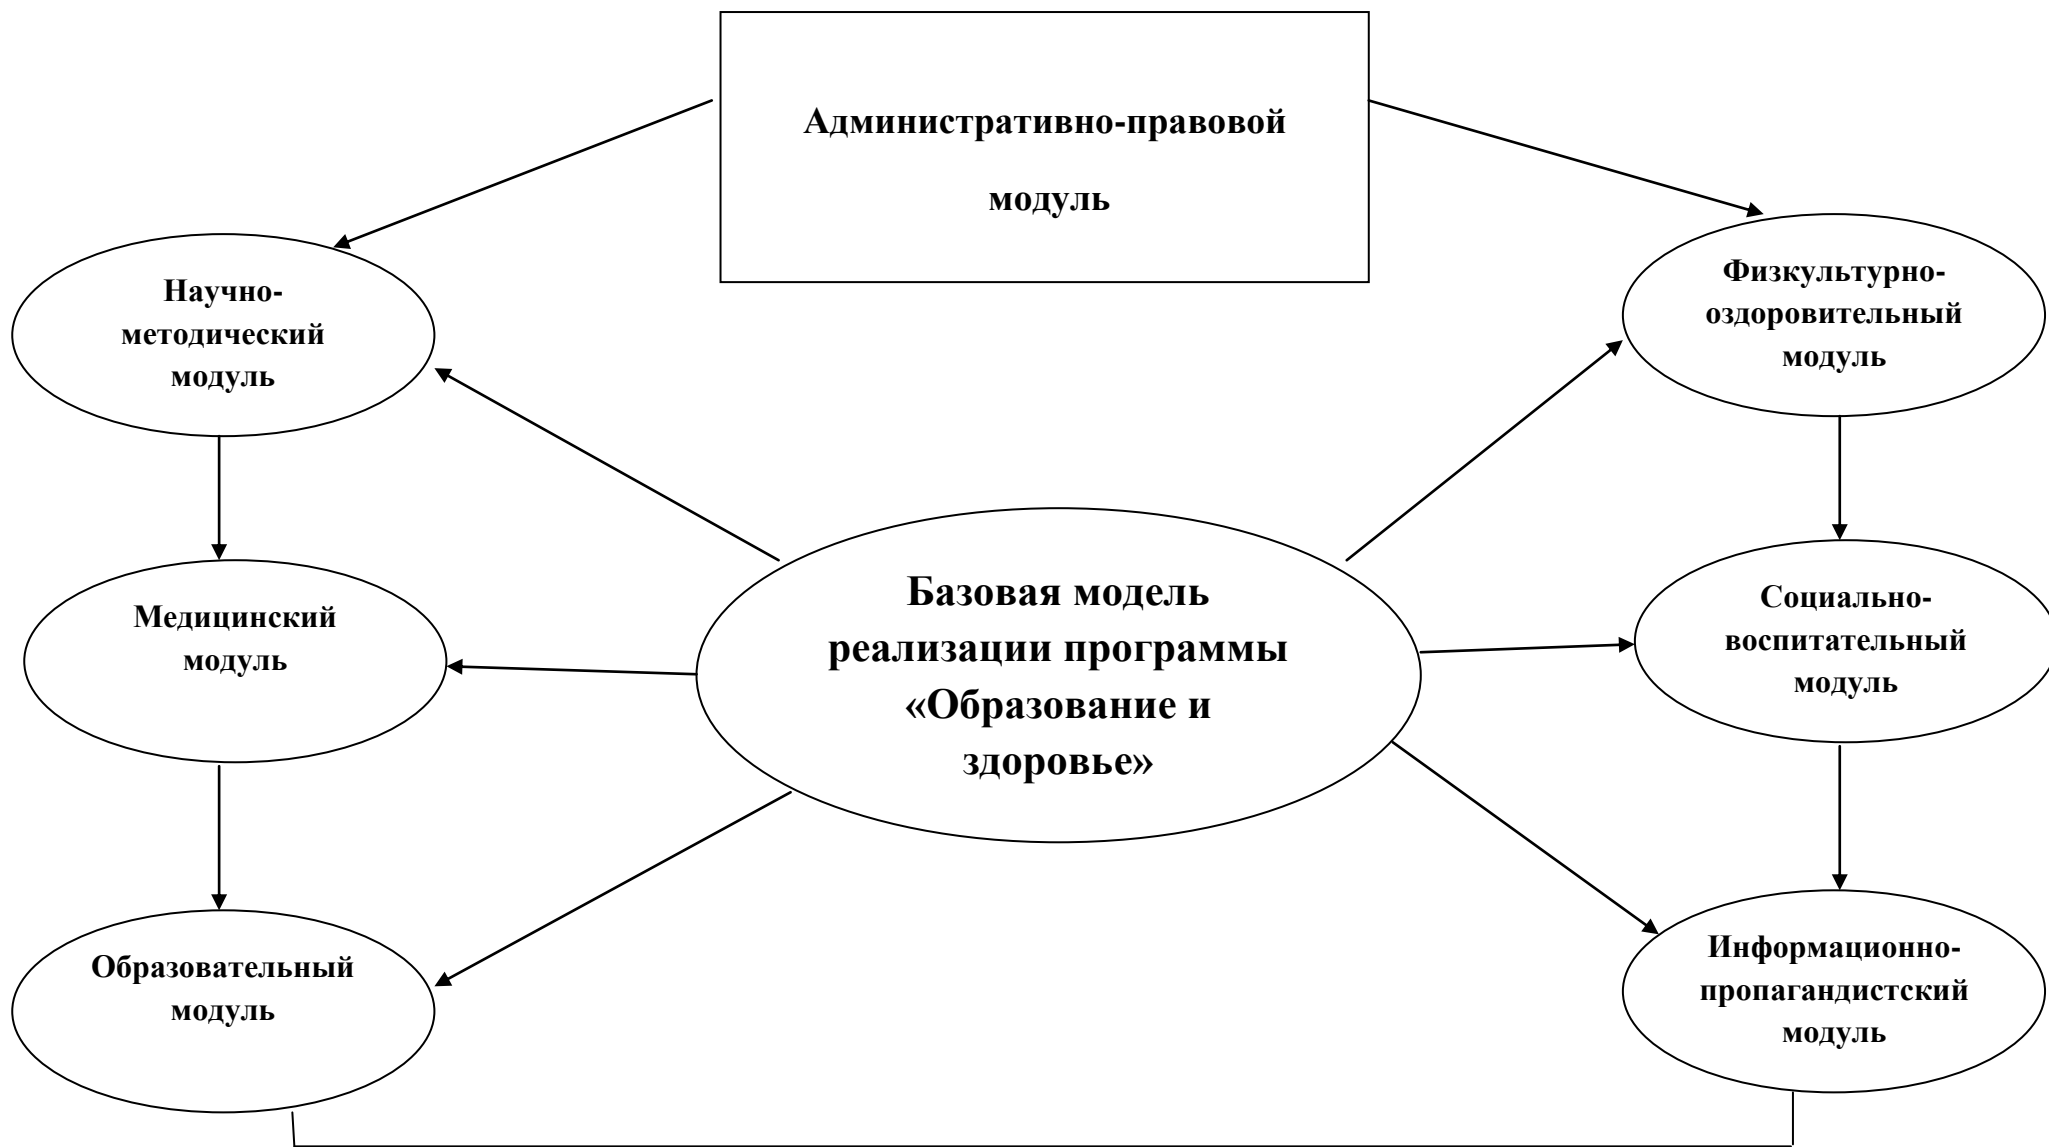 Административно-правовой
модуль
Научно-
методический
модуль
Физкультурно-
оздоровительный
модуль
Медицинский
модуль
Базовая модель
реализации программы
«Образование и
здоровье»
Социально-
воспитательный
модуль
Образовательный
модуль
Информационно-
пропагандистский
модуль